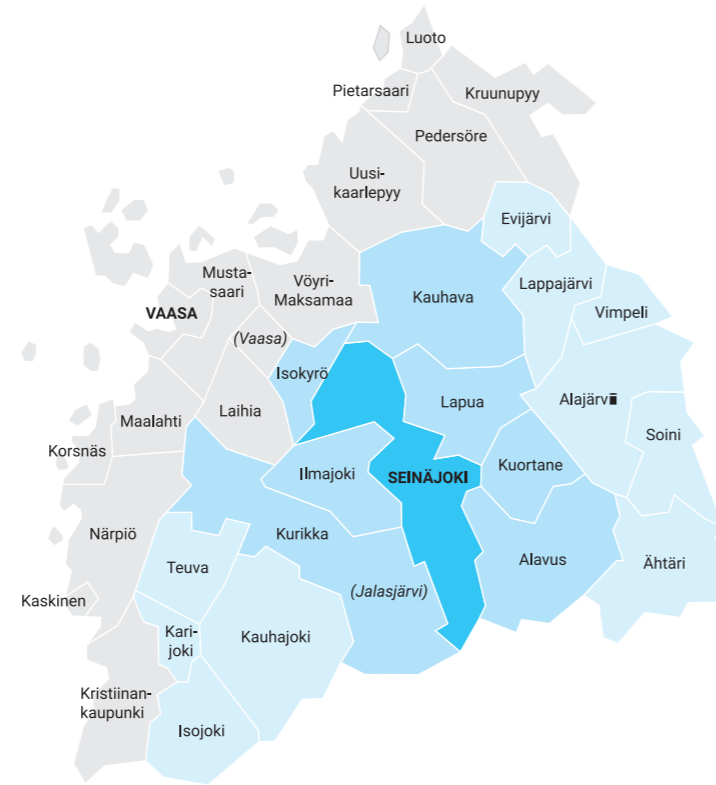 Luoto
Pietarsaari
Kruunupyy
Pedersöre
Uusi-
kaarlepyy
Evijärvi
Musta-
saari
Vöyri-
Maksamaa
Kauhava
Lappajärvi
Vimpeli
VAASA
(Vaasa)
Isokyrö
Lapua
Alajärvi
Maalahti
Laihia
Soini
Korsnäs
Ilmajoki
SEINÄJOKI
Kuortane
Närpiö
Kurikka
Alavus
Ähtäri
Teuva
(Jalasjärvi)
Kaskinen
Kari-
joki
Kauhajoki
Kristiinan-
kaupunki
Isojoki